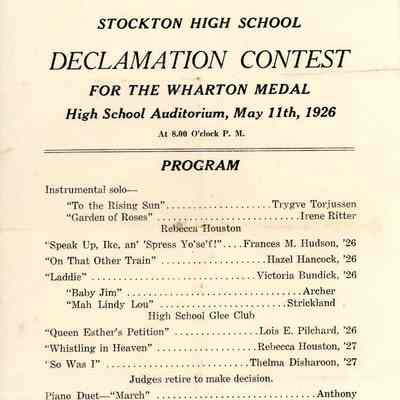 STOCKTON HIGH SCHOOL
DECLAMATION CONTEST
FOR THE WHARTON MEDAL
High School Auditorium, May 11th, 1926
At 8.00 O'clock P. M.
PROGRAM
Instrumental solo—
"To the Rising Sun"........................Trygve Torjussen
"Garden of Roses" ..........................Irene Ritter
Rebecca Houston
"Speak Up, Ike, an' 'Spress Yo'se'f!"....Frances M. Hudson, '26
"On That Other Train" ...................Hazel Hancock, '26
"Laddie" ..............................Victoria Bundick, '26
"Baby Jim" ..................................Archer
"Mah Lindy Lou" ........................Strickland
High School Glee Club
"Queen Esther's Petition" ..............Lois E. Pilchard, '26
"Whistling in Heaven" .................Rebecca Houston, '27
'So Was I" ..........................Thelma Disharoon, '27
Judges retire to make decision.
Piano Duet—"March" ............................Anthony